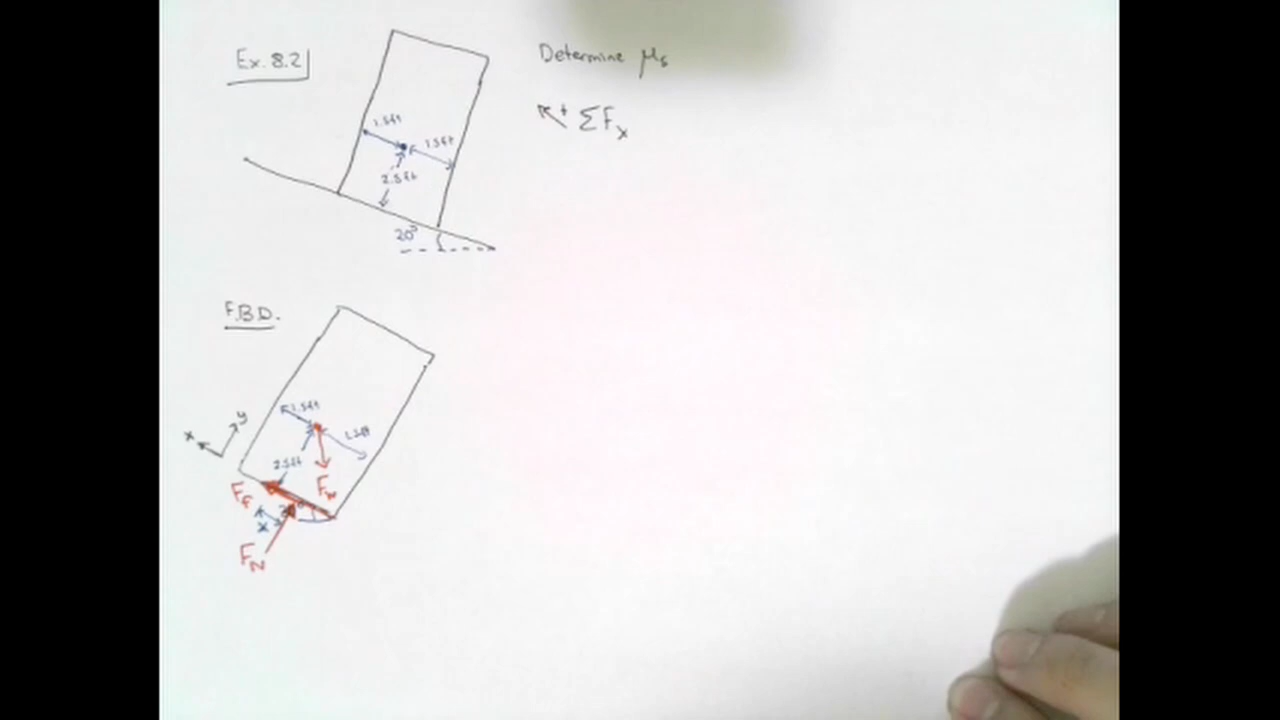 Ex. 8.2
Determine μs
+ ΣFx
1.5ft
1.5ft
2.5ft
20°
F.B.D.
y
x
1.5ft
1.5ft
2.5ft
Fw
FF
x
FN